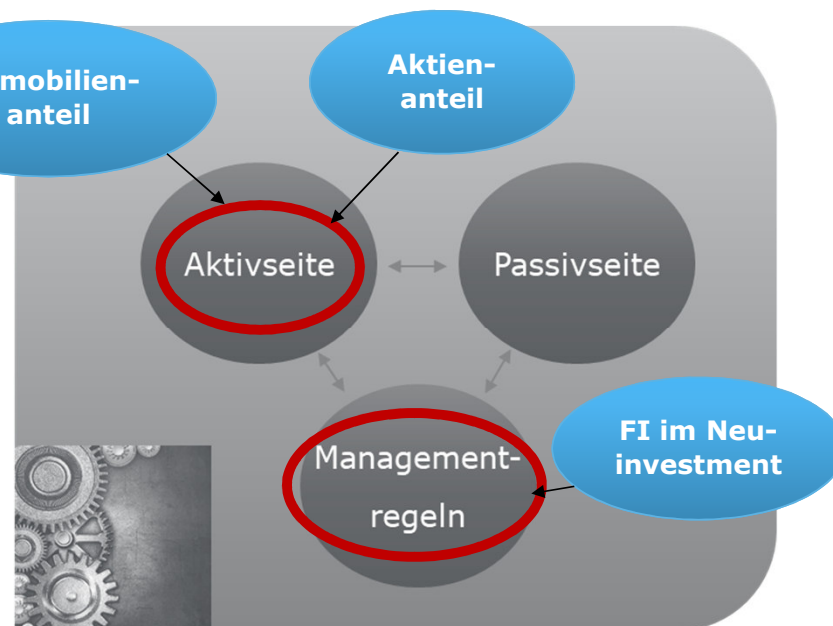 mobilien-
anteil
Aktien-
anteil
Aktivseite
Passivseite
Management-
regeln
FI im Neu-
investment